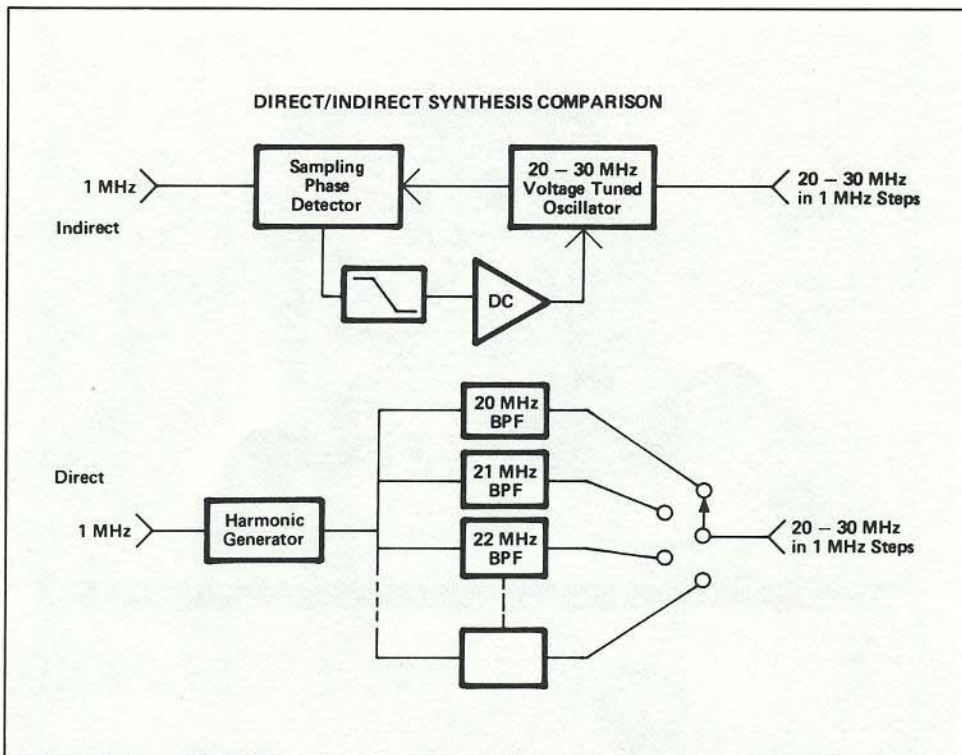 DIRECT/INDIRECT SYNTHESIS COMPARISON
1 MHz
Indirect
Sampling
Phase
Detector
20 – 30 MHz
Voltage Tuned
Oscillator
20 – 30 MHz
in 1 MHz Steps
DC
Direct
1 MHz
Harmonic
Generator
20 MHz
BPF
21 MHz
BPF
22 MHz
BPF
20 – 30 MHz
in 1 MHz Steps